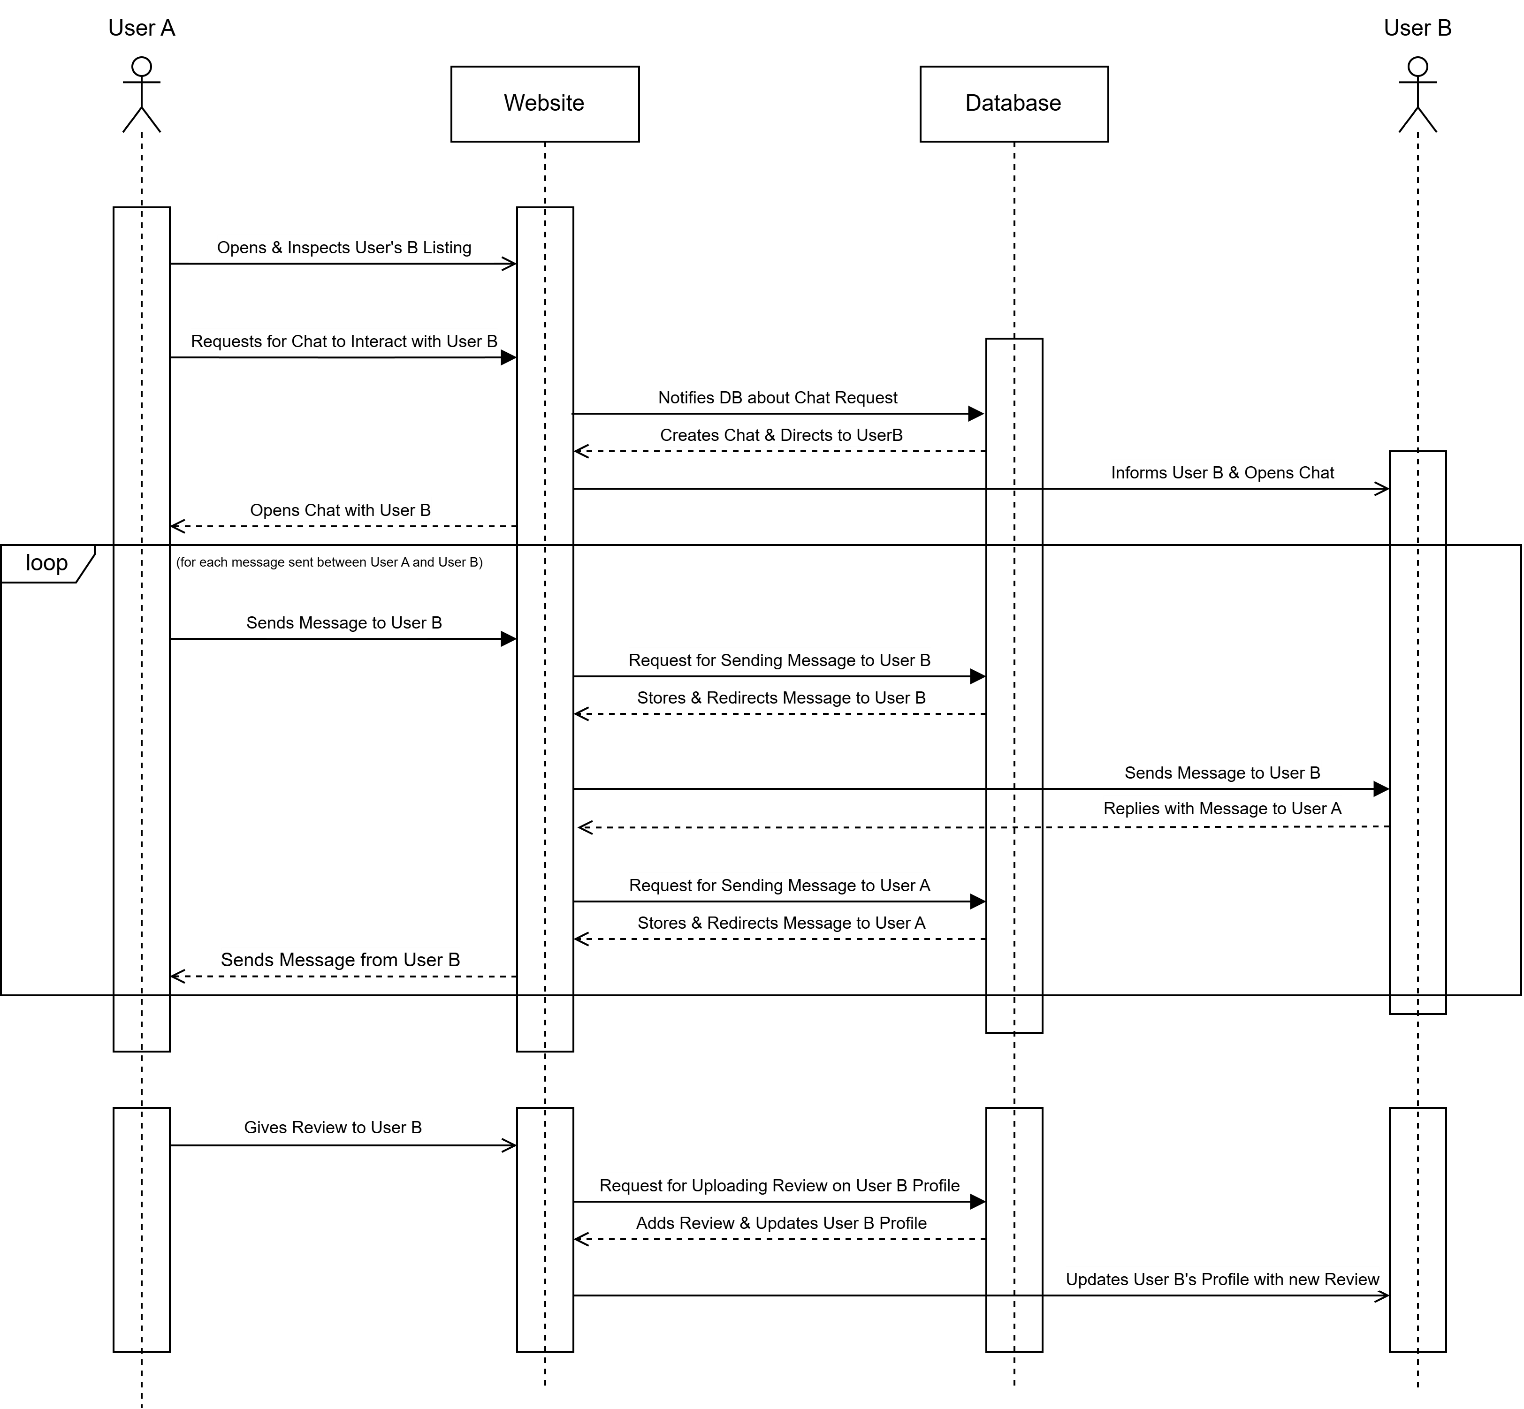 User A
User B
Website
Database
Opens & Inspects User's B Listing
Requests for Chat to Interact with User B
Notifies DB about Chat Request
Creates Chat & Directs to UserB
Informs User B & Opens Chat
Opens Chat with User B
loop
(for each message sent between User A and User B)
Sends Message to User B
Request for Sending Message to User B
Stores & Redirects Message to User B
Sends Message to User B
Replies with Message to User A
Request for Sending Message to User A
Stores & Redirects Message to User A
Sends Message from User B
Gives Review to User B
Request for Uploading Review on User B Profile
Adds Review & Updates User B Profile
Updates User B's Profile with new Review